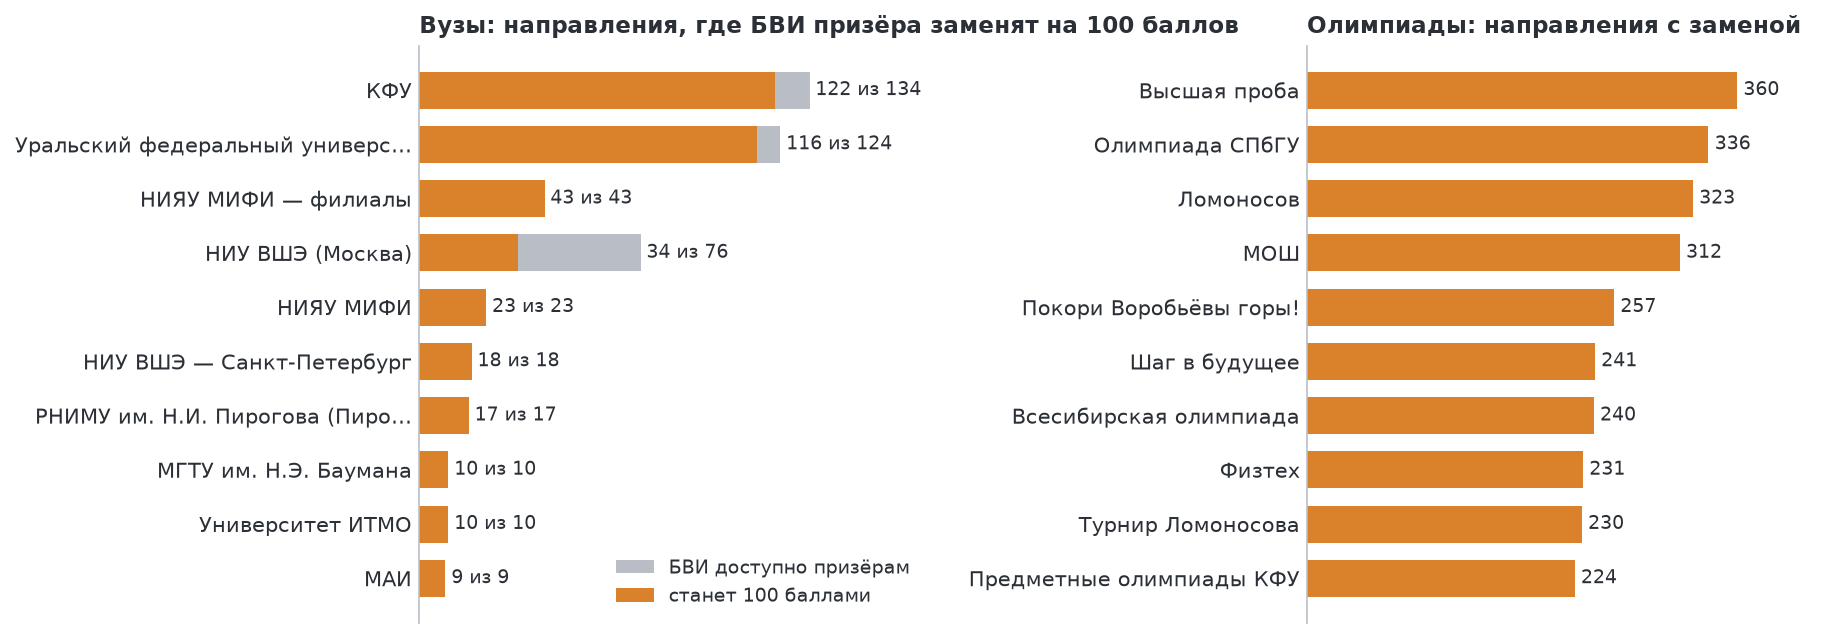 Вузы: направления, где БВИ призёра заменят на 100 баллов
КФУ 122 из 134
Уральский федеральный универс… 116 из 124
НИЯУ МИФИ — филиалы 43 из 43
НИУ ВШЭ (Москва) 34 из 76
НИЯУ МИФИ 23 из 23
НИУ ВШЭ — Санкт-Петербург 18 из 18
РНИМУ им. Н.И. Пирогова (Пиро… 17 из 17
МГТУ им. Н.Э. Баумана 10 из 10
Университет ИТМО 10 из 10
МАИ 9 из 9
БВИ доступно призёрам
станет 100 баллами
Олимпиады: направления с заменой
Высшая проба 360
Олимпиада СПбГУ 336
Ломоносов 323
МОШ 312
Покори Воробьёвы горы! 257
Шаг в будущее 241
Всесибирская олимпиада 240
Физтех 231
Турнир Ломоносова 230
Предметные олимпиады КФУ 224